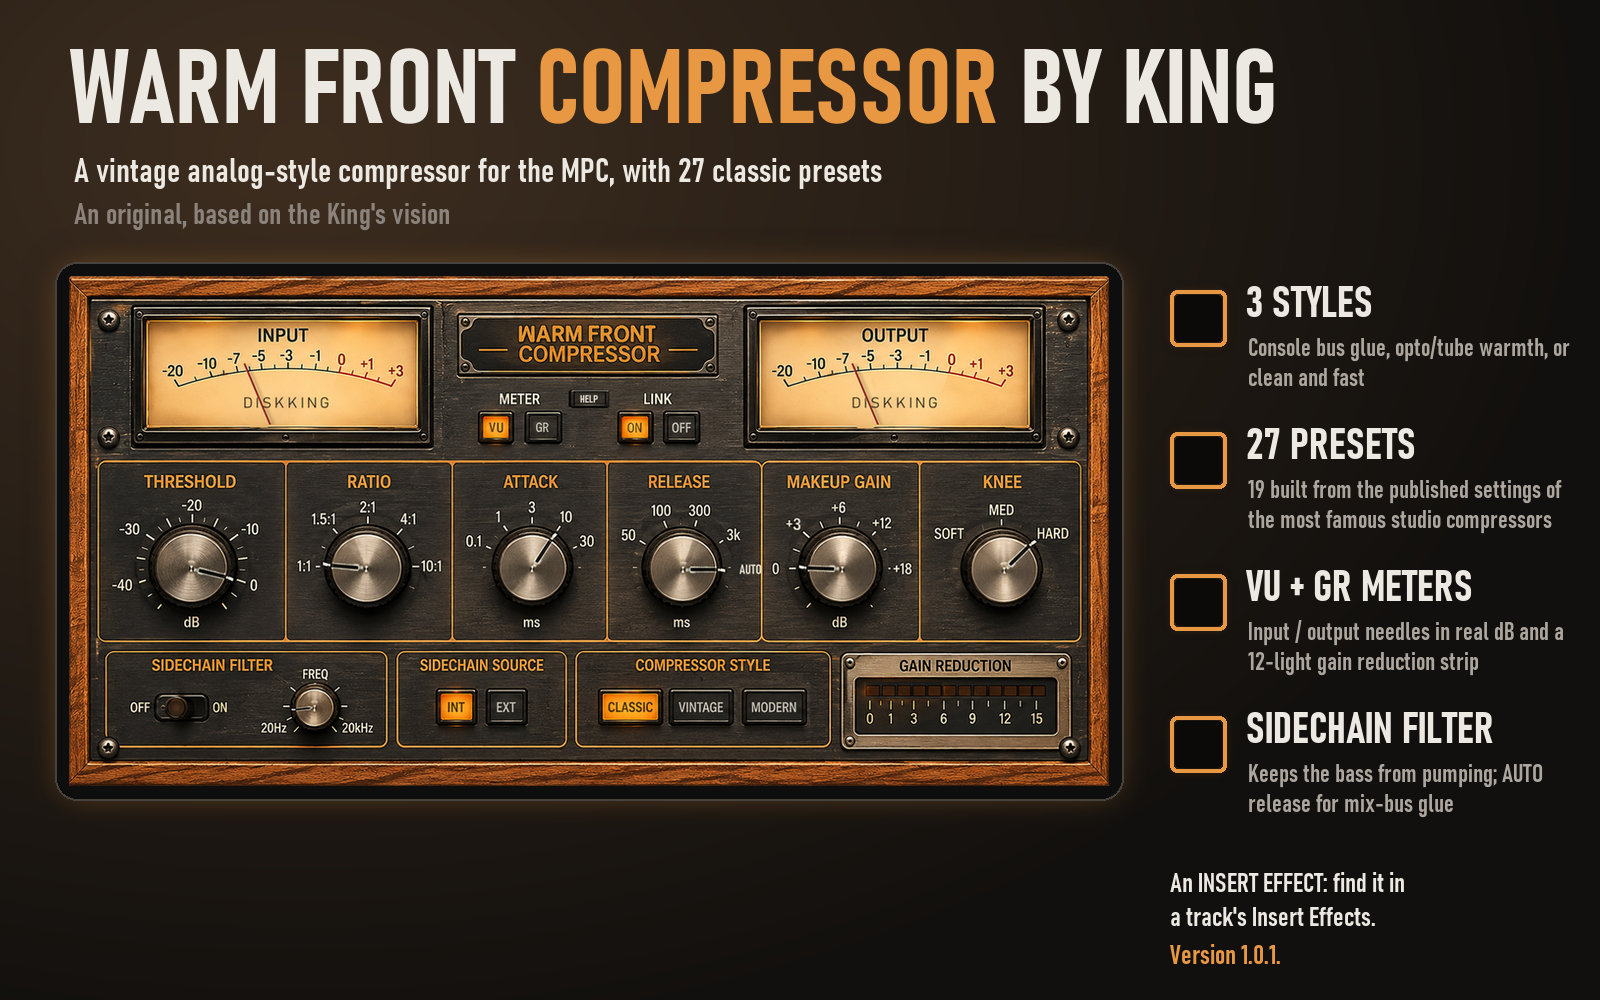 WARM FRONT COMPRESSOR BY KING
A vintage analog-style compressor for the MPC, with 27 classic presets
An original, based on the King's vision
INPUT
-20 -10 -7 -5 -3 -1 0 +1 +3
DISKKING
WARM FRONT
COMPRESSOR
METER HELP LINK
VU GR ON OFF
OUTPUT
-20 -10 -7 -5 -3 -1 0 +1 +3
DISKKING
THRESHOLD
-40 -30 -20 -10 0
dB
RATIO
1:1 1.5:1 2:1 4:1 10:1
ATTACK
0.1 1 3 10 30
ms
RELEASE
50 100 300 3k AUTO
ms
MAKEUP GAIN
0 +3 +6 +12 +18
dB
KNEE
SOFT MED HARD
SIDECHAIN FILTER
OFF ON
FREQ
20Hz 20kHz
SIDECHAIN SOURCE
INT EXT
COMPRESSOR STYLE
CLASSIC VINTAGE MODERN
GAIN REDUCTION
0 1 3 6 9 12 15
3 STYLES
Console bus glue, opto/tube warmth, or
clean and fast
27 PRESETS
19 built from the published settings of
the most famous studio compressors
VU + GR METERS
Input / output needles in real dB and a
12-light gain reduction strip
SIDECHAIN FILTER
Keeps the bass from pumping; AUTO
release for mix-bus glue
An INSERT EFFECT: find it in
a track's Insert Effects.
Version 1.0.1.